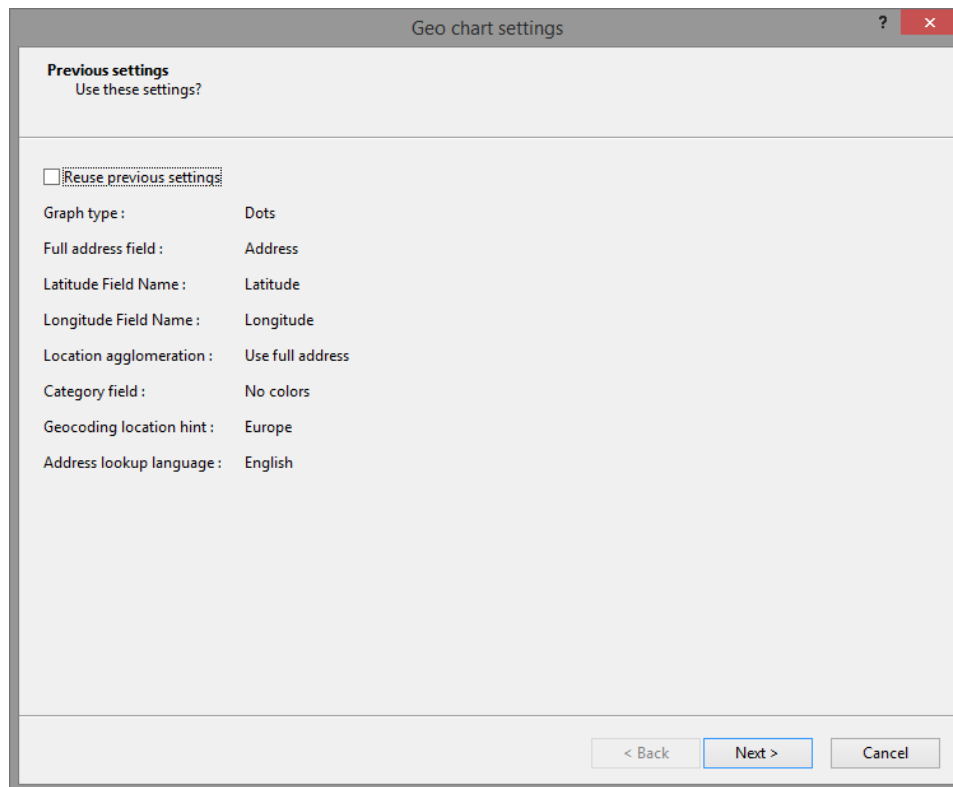 Geo chart settings
?
Previous settings
Use these settings?
Reuse previous settings
Graph type : Dots
Full address field : Address
Latitude Field Name : Latitude
Longitude Field Name : Longitude
Location agglomeration : Use full address
Category field : No colors
Geocoding location hint : Europe
Address lookup language : English
< Back Next > Cancel